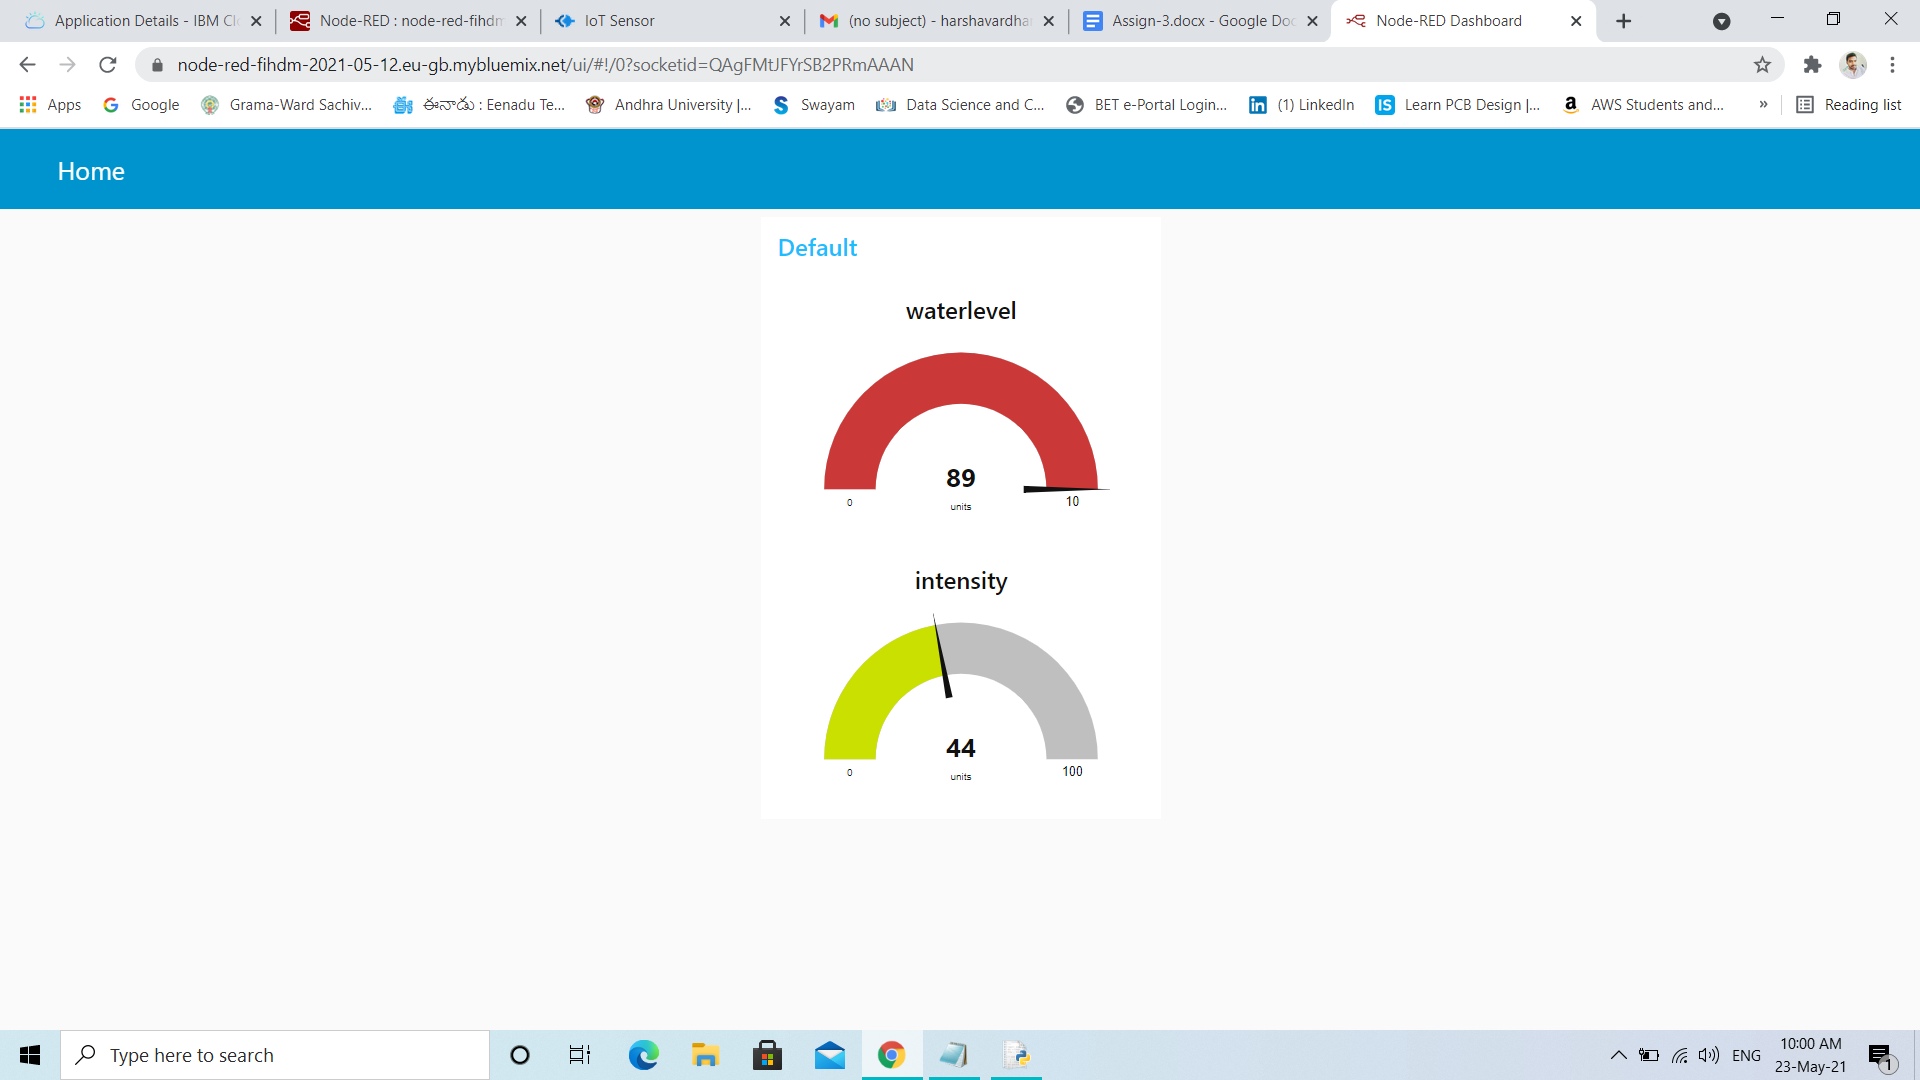 Application Details - IBM Cl
Node-RED : node-red-fihdm
IoT Sensor
(no subject) - harshavardha
Assign-3.docx - Google Doc
Node-RED Dashboard
node-red-fihdm-2021-05-12.eu-gb.mybluemix.net/ui/#!/0?socketid=QAgFMtJFYrSB2PRmAAAN
Apps
Google
Grama-Ward Sachiv...
ఈనాడు : Eenadu Te...
Andhra University |...
Swayam
Data Science and C...
BET e-Portal Login...
(1) LinkedIn
Learn PCB Design |...
AWS Students and...
»
Reading list
Home
Default
waterlevel
89
units
0
10
intensity
44
units
0
100
Type here to search
ENG
10:00 AM
23-May-21
1